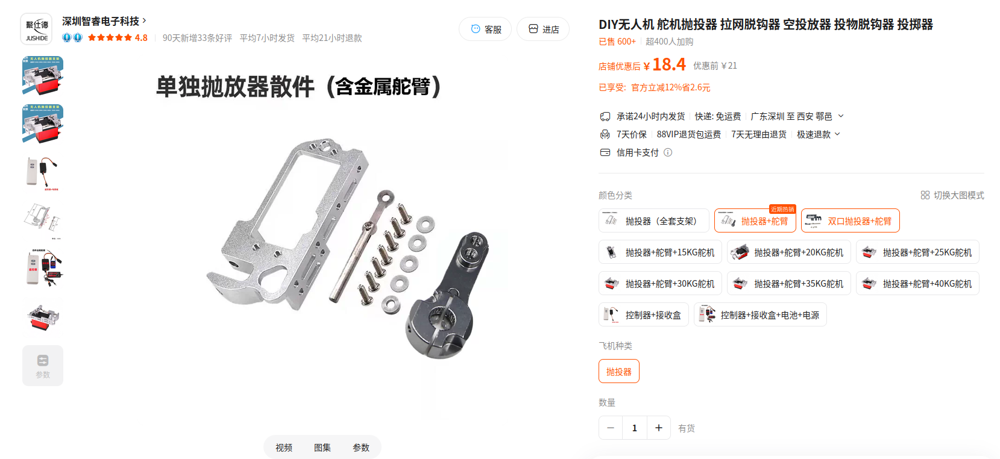 聚仕德
JUSHIDE
深圳智睿电子科技
4.8
90天新增33条好评 平均7小时发货 平均21小时退款
客服
进店
单独抛放器散件（含金属舵臂）
参数
视频 图集 参数
DIY无人机 舵机抛投器 拉网脱钩器 空投放器 投物脱钩器 投掷器
已售 600+ 超400人加购
店铺优惠后 ￥18.4 优惠前 ￥21
已享受: 官方立减12%省2.6元
承诺24小时内发货 快递: 免运费 广东深圳 至 西安 鄠邑
7天价保 88VIP退货包运费 7天无理由退货 极速退款
信用卡支付
颜色分类 切换大图模式
近期热销
抛投器（全套支架） 抛投器+舵臂 双口抛投器+舵臂
抛投器+舵臂+15KG舵机 抛投器+舵臂+20KG舵机 抛投器+舵臂+25KG舵机
抛投器+舵臂+30KG舵机 抛投器+舵臂+35KG舵机 抛投器+舵臂+40KG舵机
控制器+接收盒 控制器+接收盒+电池+电源
飞机种类
抛投器
数量
1 有货